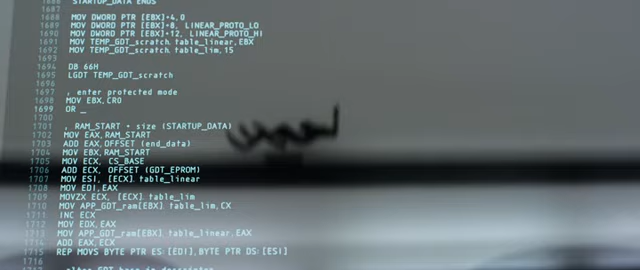 1686 STARTUP_DATA ENDS
1687
1688 MOV DWORD PTR [EBX]+4,0
1689 MOV DWORD PTR [EBX]+8, LINEAR_PROTO_LO
1690 MOV DWORD PTR [EBX]+12, LINEAR_PROTO_HI
1691 MOV TEMP_GDT_scratch. table_linear, EBX
1692 MOV TEMP_GDT_scratch. table_lim, 15
1693
1694 DB 66H
1695 LGDT TEMP_GDT_scratch
1696
1697 , enter protected mode
1698 MOV EBX, CR0
1699 OR _
1700
1701 , RAM_START + size (STARTUP_DATA)
1702 MOV EAX, RAM_START
1703 ADD EAX, OFFSET (end_data)
1704 MOV EBX, RAM_START
1705 MOV ECX, CS_BASE
1706 ADD ECX, OFFSET (GDT_EPROM)
1707 MOV ESI, [ECX]. table_linear
1708 MOV EDI, EAX
1709 MOVZX ECX, [ECX]. table_lim
1710 MOV APP_GDT_ram[EBX]. table_lim, CX
1711 INC ECX
1712 MOV EDX, EAX
1713 MOV APP_GDT_ram[EBX]. table_linear, EAX
1714 ADD EAX, ECX
1715 REP MOVS BYTE PTR ES: [EDI], BYTE PTR DS: [ESI]
1716